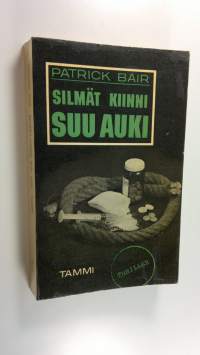 PATRICK BAIR
SILMÄT KIINNI
SUU AUKI
TAMMI